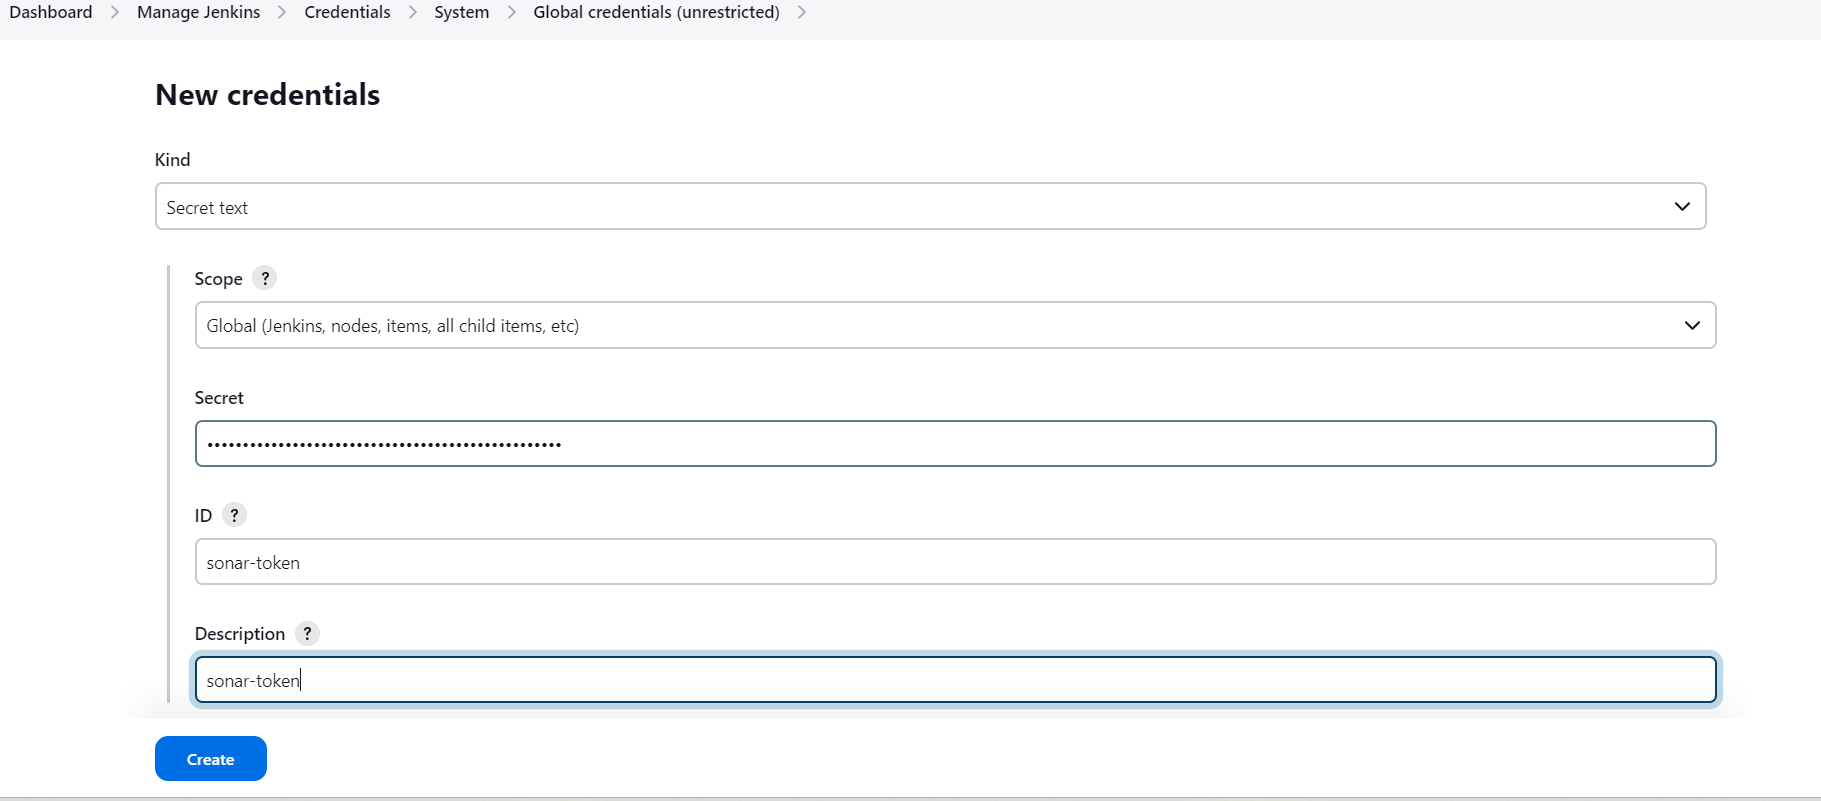 Dashboard > Manage Jenkins > Credentials > System > Global credentials (unrestricted) >
New credentials
Kind
Secret text
Scope ?
Global (Jenkins, nodes, items, all child items, etc)
Secret
••••••••••••••••••••••••••••••••••••••••••••••••••
ID ?
sonar-token
Description ?
sonar-token
Create